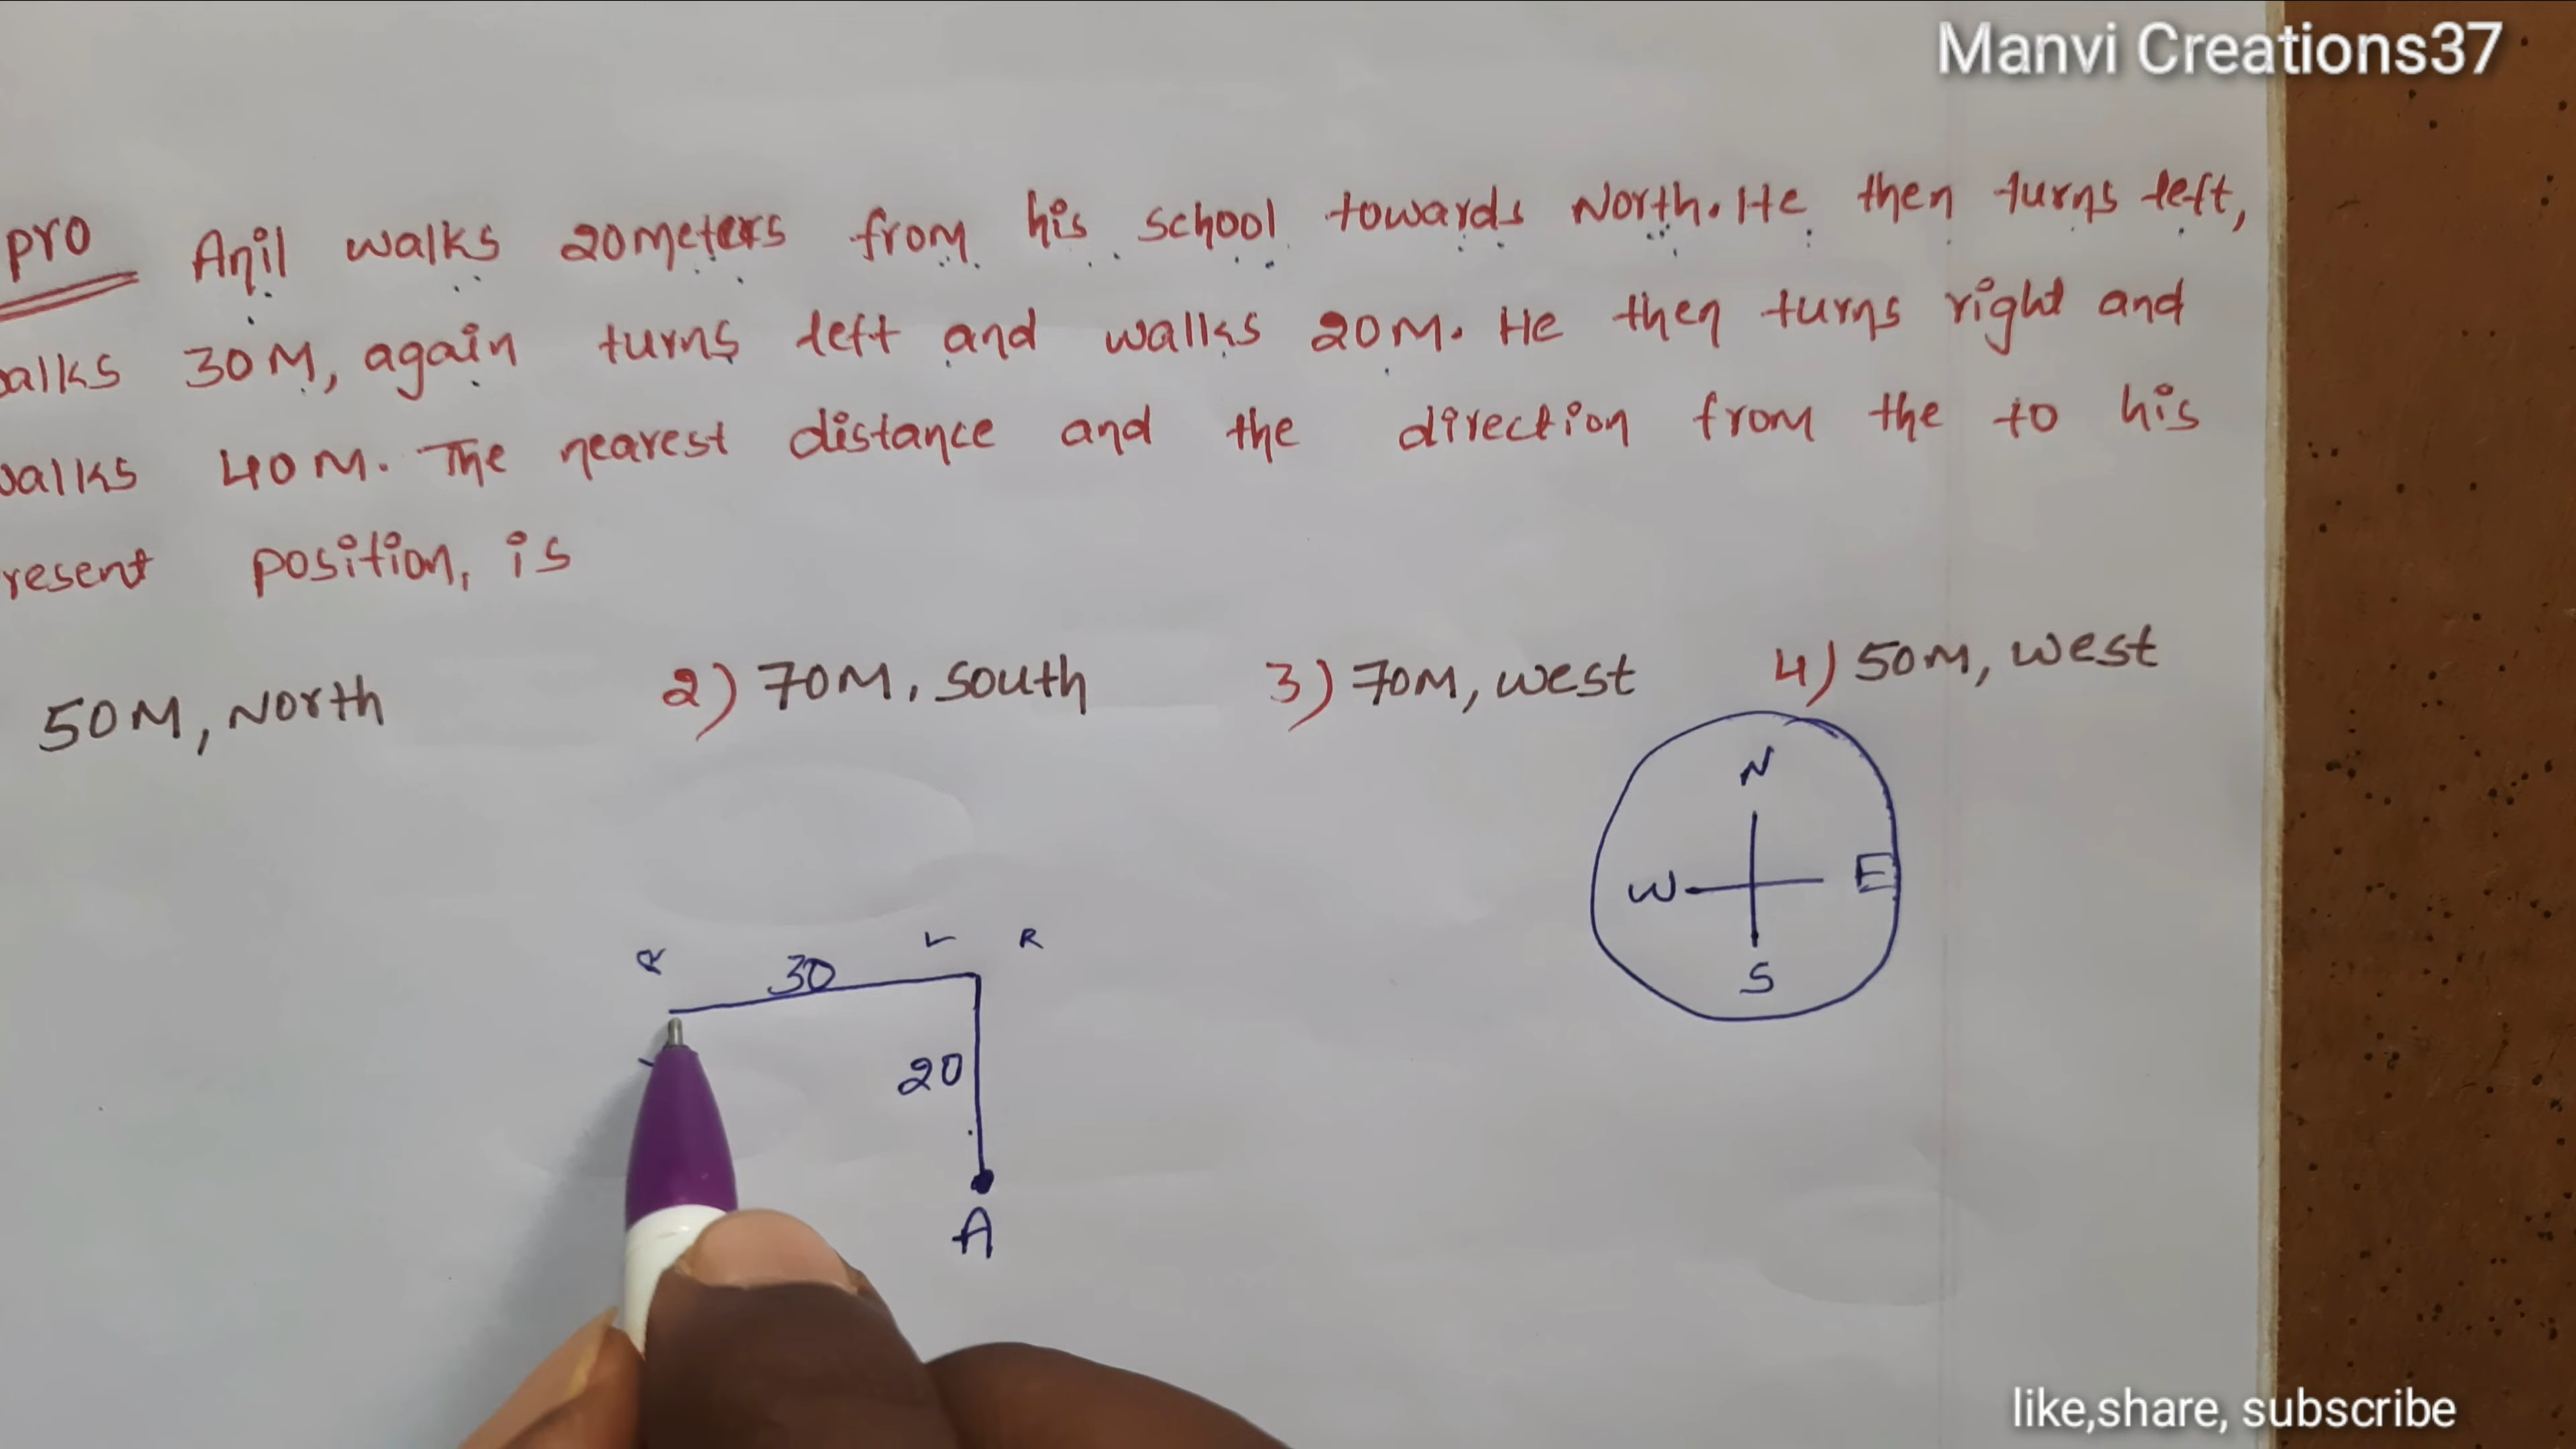 Manvi Creations37
pro Anil walks 20meters from his school towards North. He then turns left,
alks 30M, again turns left and walks 20M. He then turns right and
alks 40M. The nearest distance and the direction from the to his
resent position, is
50M, North 2) 70M, south 3) 70M, west 4) 50M, west
N
W E
S
R 30 L R
20
A
like,share, subscribe